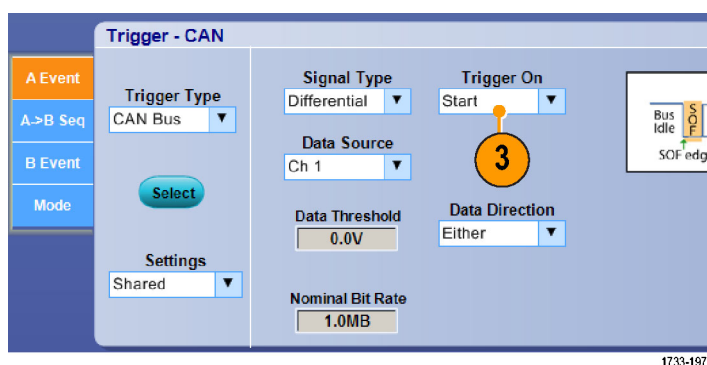 Trigger - CAN
A Event
A->B Seq
B Event
Mode
Trigger Type
CAN Bus
Select
Settings
Shared
Signal Type
Differential
Data Source
Ch 1
Data Threshold
0.0V
Nominal Bit Rate
1.0MB
Trigger On
Start
3
Data Direction
Either
Bus
Idle
SOF
SOF edg
1733-197